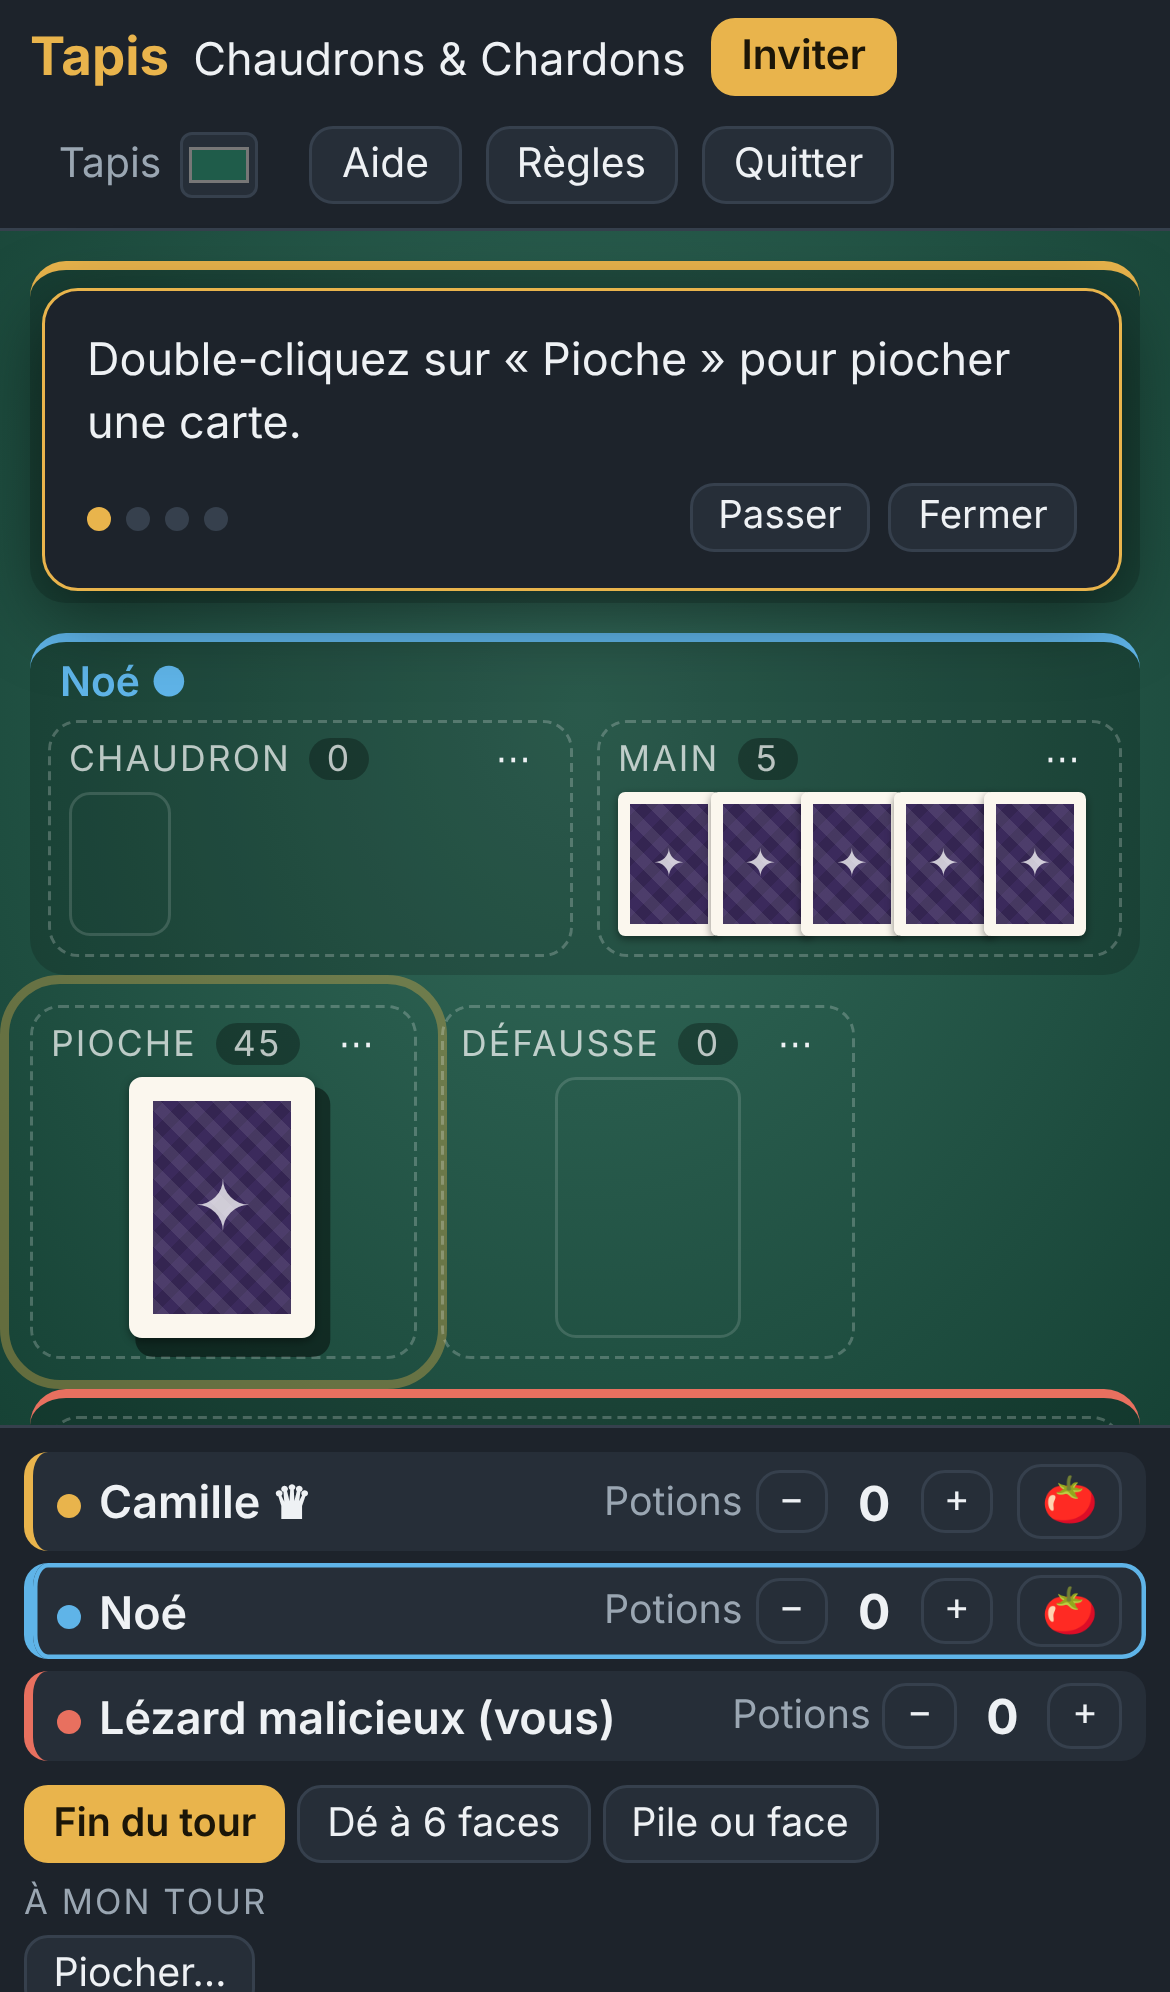 Tapis Chaudrons & Chardons Inviter
Tapis Aide Règles Quitter
Double-cliquez sur « Pioche » pour piocher
une carte.
Passer Fermer
Noé
CHAUDRON 0 ... MAIN 5 ...
PIOCHE 45 ... DÉFAUSSE 0 ...
Camille ♛ Potions − 0 +
Noé Potions − 0 +
Lézard malicieux (vous) Potions − 0 +
Fin du tour Dé à 6 faces Pile ou face
À MON TOUR
Piocher...